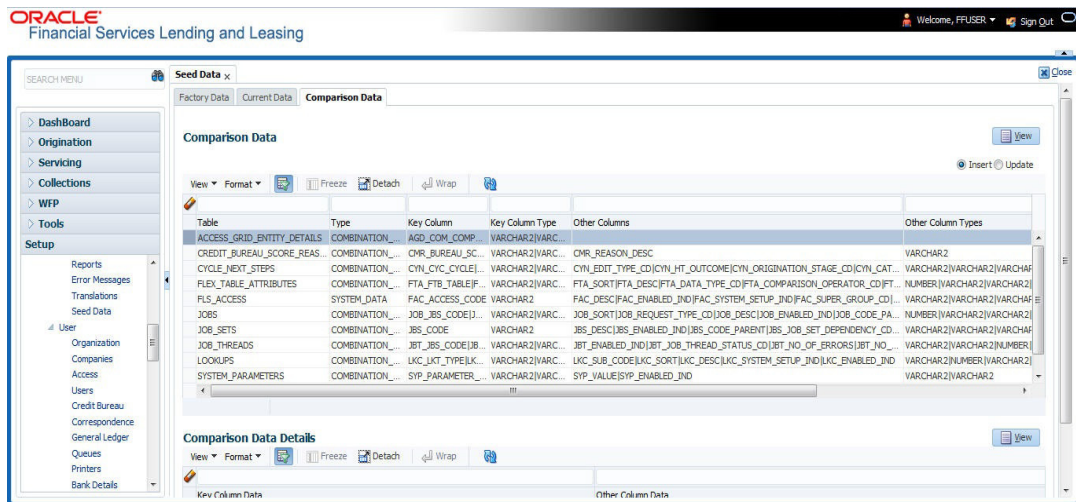 ORACLE®
Financial Services Lending and Leasing
Welcome, FFUSER
Sign Out
SEARCH MENU
DashBoard
Origination
Servicing
Collections
WFP
Tools
Setup
Reports
Error Messages
Translations
Seed Data
User
Organization
Companies
Access
Users
Credit Bureau
Correspondence
General Ledger
Queues
Printers
Bank Details
Seed Data x
Close
Factory Data Current Data Comparison Data
Comparison Data
View
Insert Update
View Format Freeze Detach Wrap
Table Type Key Column Key Column Type Other Columns Other Column Types
ACCESS_GRID_ENTITY_DETAILS COMBINATION_... AGD_COM_COMP... VARCHAR2|VARC...
CREDIT_BUREAU_SCORE_REAS... COMBINATION_... CMR_BUREAU_SC... VARCHAR2|VARC... CMR_REASON_DESC VARCHAR2
CYCLE_NEXT_STEPS COMBINATION_... CYN_CYC_CYCLE|... VARCHAR2|VARC... CYN_EDIT_TYPE_CD|CYN_HT_OUTCOME|CYN_ORIGINATION_STAGE_CD|CYN_CAT... VARCHAR2|VARCHAR2|VARCHAR
FLEX_TABLE_ATTRIBUTES COMBINATION_... FTA_FTB_TABLE|F... VARCHAR2|VARC... FTA_SORT|FTA_DESC|FTA_DATA_TYPE_CD|FTA_COMPARISON_OPERATOR_CD|FT... NUMBER|VARCHAR2|VARCHAR2|
FLS_ACCESS SYSTEM_DATA FAC_ACCESS_CODE VARCHAR2 FAC_DESC|FAC_ENABLED_IND|FAC_SYSTEM_SETUP_IND|FAC_SUPER_GROUP_CD|... VARCHAR2|VARCHAR2|VARCHAR
JOBS COMBINATION_... JOB_JBS_CODE|J... VARCHAR2|VARC... JOB_SORT|JOB_REQUEST_TYPE_CD|JOB_DESC|JOB_ENABLED_IND|JOB_CODE_PA... NUMBER|VARCHAR2|VARCHAR2|
JOB_SETS COMBINATION_... JBS_CODE VARCHAR2 JBS_DESC|JBS_ENABLED_IND|JBS_CODE_PARENT|JBS_JOB_SET_DEPENDENCY_CD... VARCHAR2|VARCHAR2|VARCHAR
JOB_THREADS COMBINATION_... JBT_JBS_CODE|JB... VARCHAR2|VARC... JBT_ENABLED_IND|JBT_JOB_THREAD_STATUS_CD|JBT_NO_OF_ERRORS|JBT_NO_... VARCHAR2|VARCHAR2|NUMBER|
LOOKUPS COMBINATION_... LKC_LKT_TYPE|LK... VARCHAR2|VARC... LKC_SUB_CODE|LKC_SORT|LKC_DESC|LKC_SYSTEM_SETUP_IND|LKC_ENABLED_IND VARCHAR2|NUMBER|VARCHAR2|
SYSTEM_PARAMETERS COMBINATION_... SYP_PARAMETER_... VARCHAR2|VARC... SYP_VALUE|SYP_ENABLED_IND VARCHAR2|VARCHAR2
Comparison Data Details
View
View Format Freeze Detach Wrap
Key Column Data Other Column Data